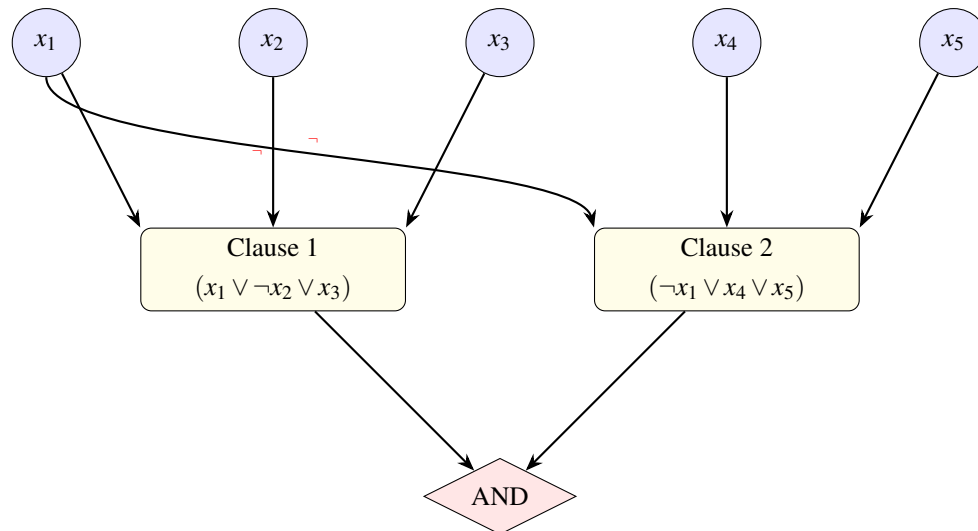 x₁
x₂
x₃
x₄
x₅
¬
¬
Clause 1
(x₁ ∨ ¬x₂ ∨ x₃)
Clause 2
(¬x₁ ∨ x₄ ∨ x₅)
AND